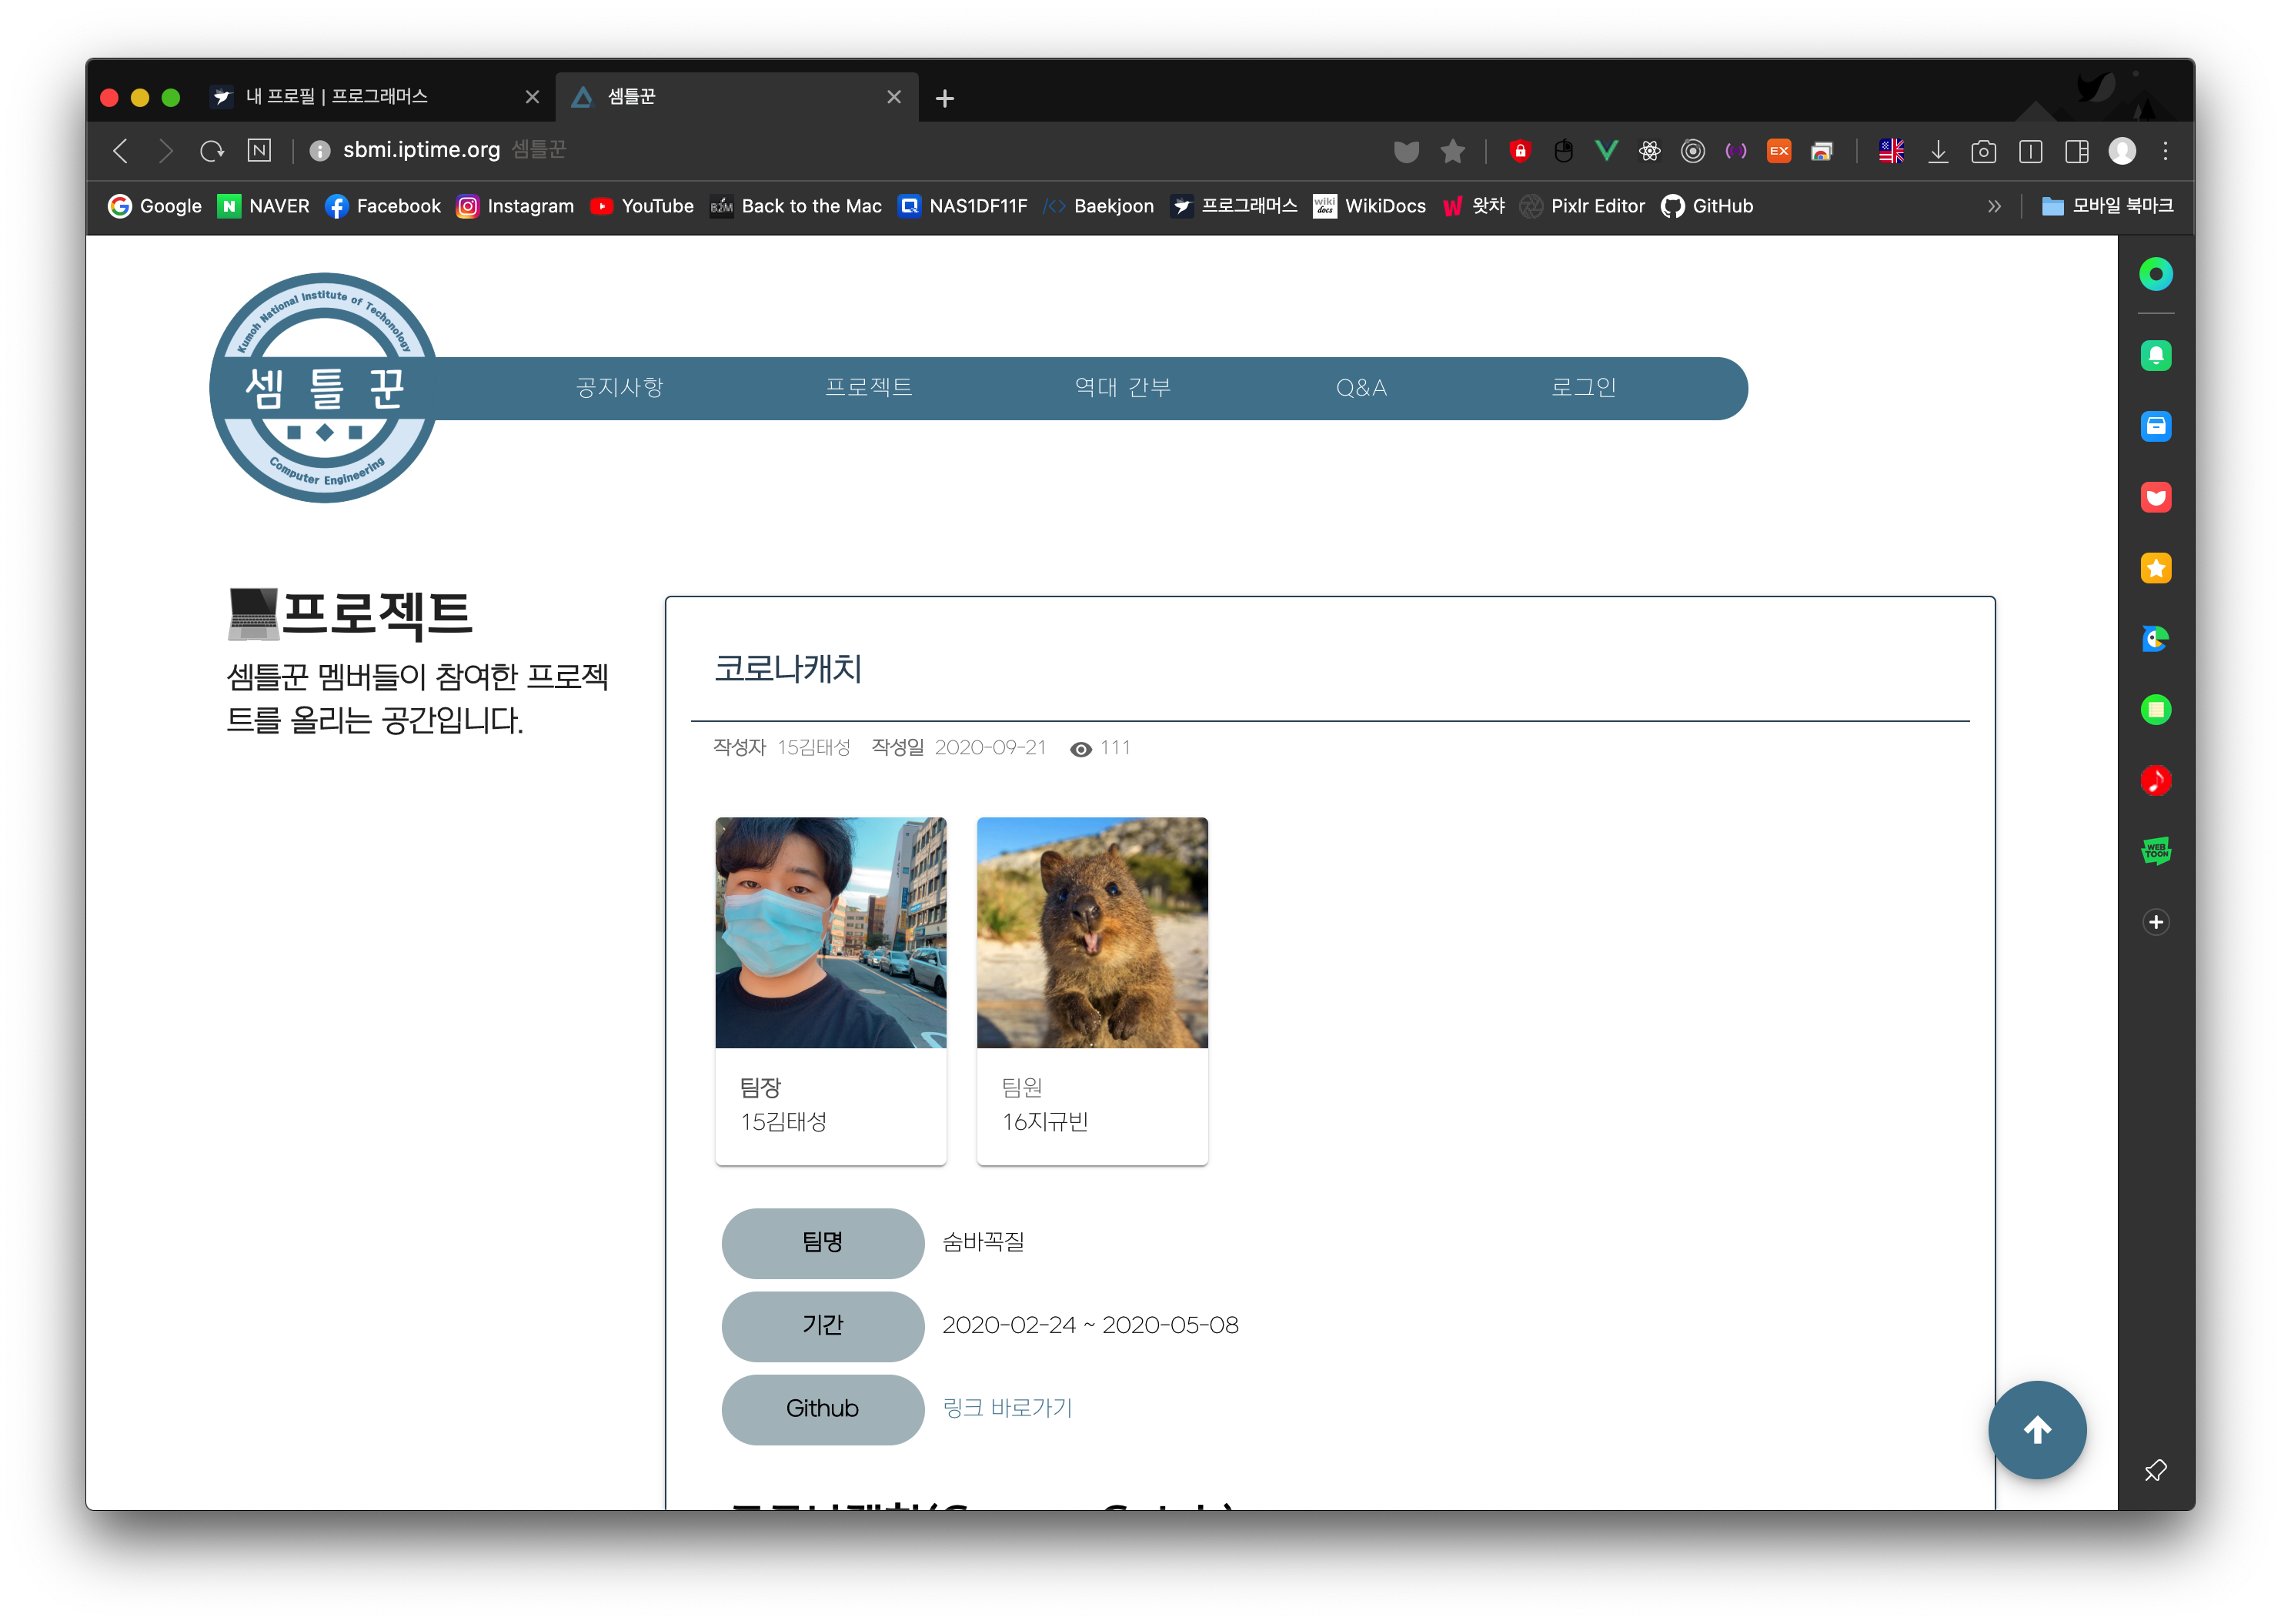 내 프로필 | 프로그래머스
셈틀꾼
sbmi.iptime.org 셈틀꾼
EX
Google NAVER Facebook Instagram YouTube Back to the Mac NAS1DF11F Baekjoon 프로그래머스 WikiDocs 왓챠 Pixlr Editor GitHub » 모바일 북마크
Kumoh National Institute of Techonology
셈틀꾼
Computer Engineering
공지사항 프로젝트 역대 간부 Q&A 로그인
프로젝트
셈틀꾼 멤버들이 참여한 프로젝
트를 올리는 공간입니다.
코로나캐치
작성자 15김태성 작성일 2020-09-21 111
팀장
15김태성
팀원
16지규빈
팀명 숨바꼭질
기간 2020-02-24 ~ 2020-05-08
Github 링크 바로가기
WEB
TOON